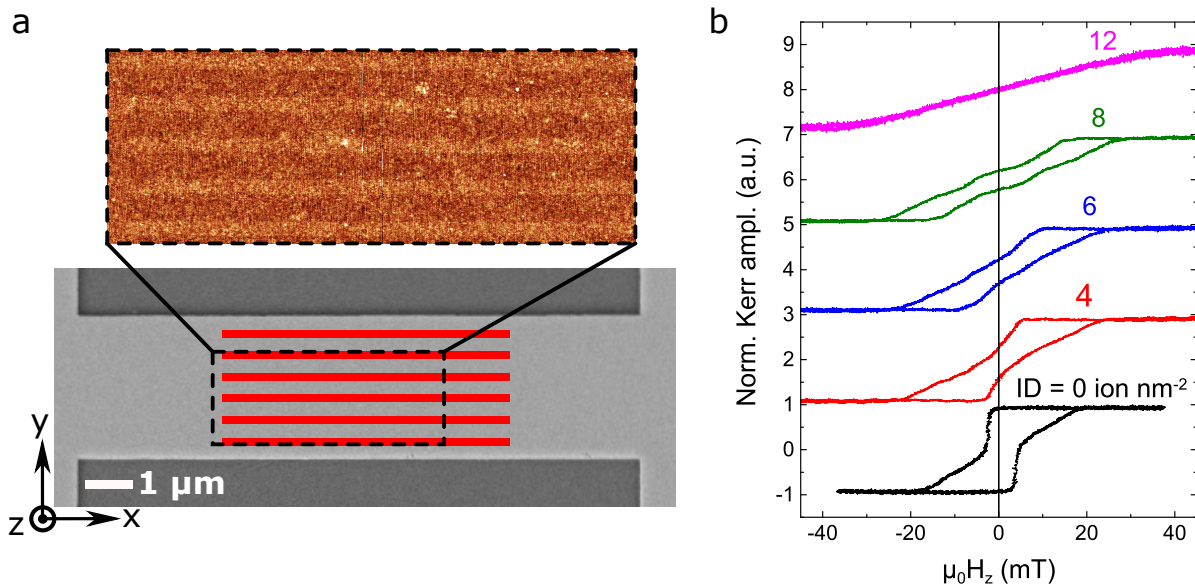 a
1 µm
y
z
x
b
Norm. Kerr ampl. (a.u.)
9
8
7
6
5
4
3
2
1
0
-1
12
8
6
4
ID = 0 ion nm⁻²
-40
-20
0
20
40
µ₀H_z (mT)